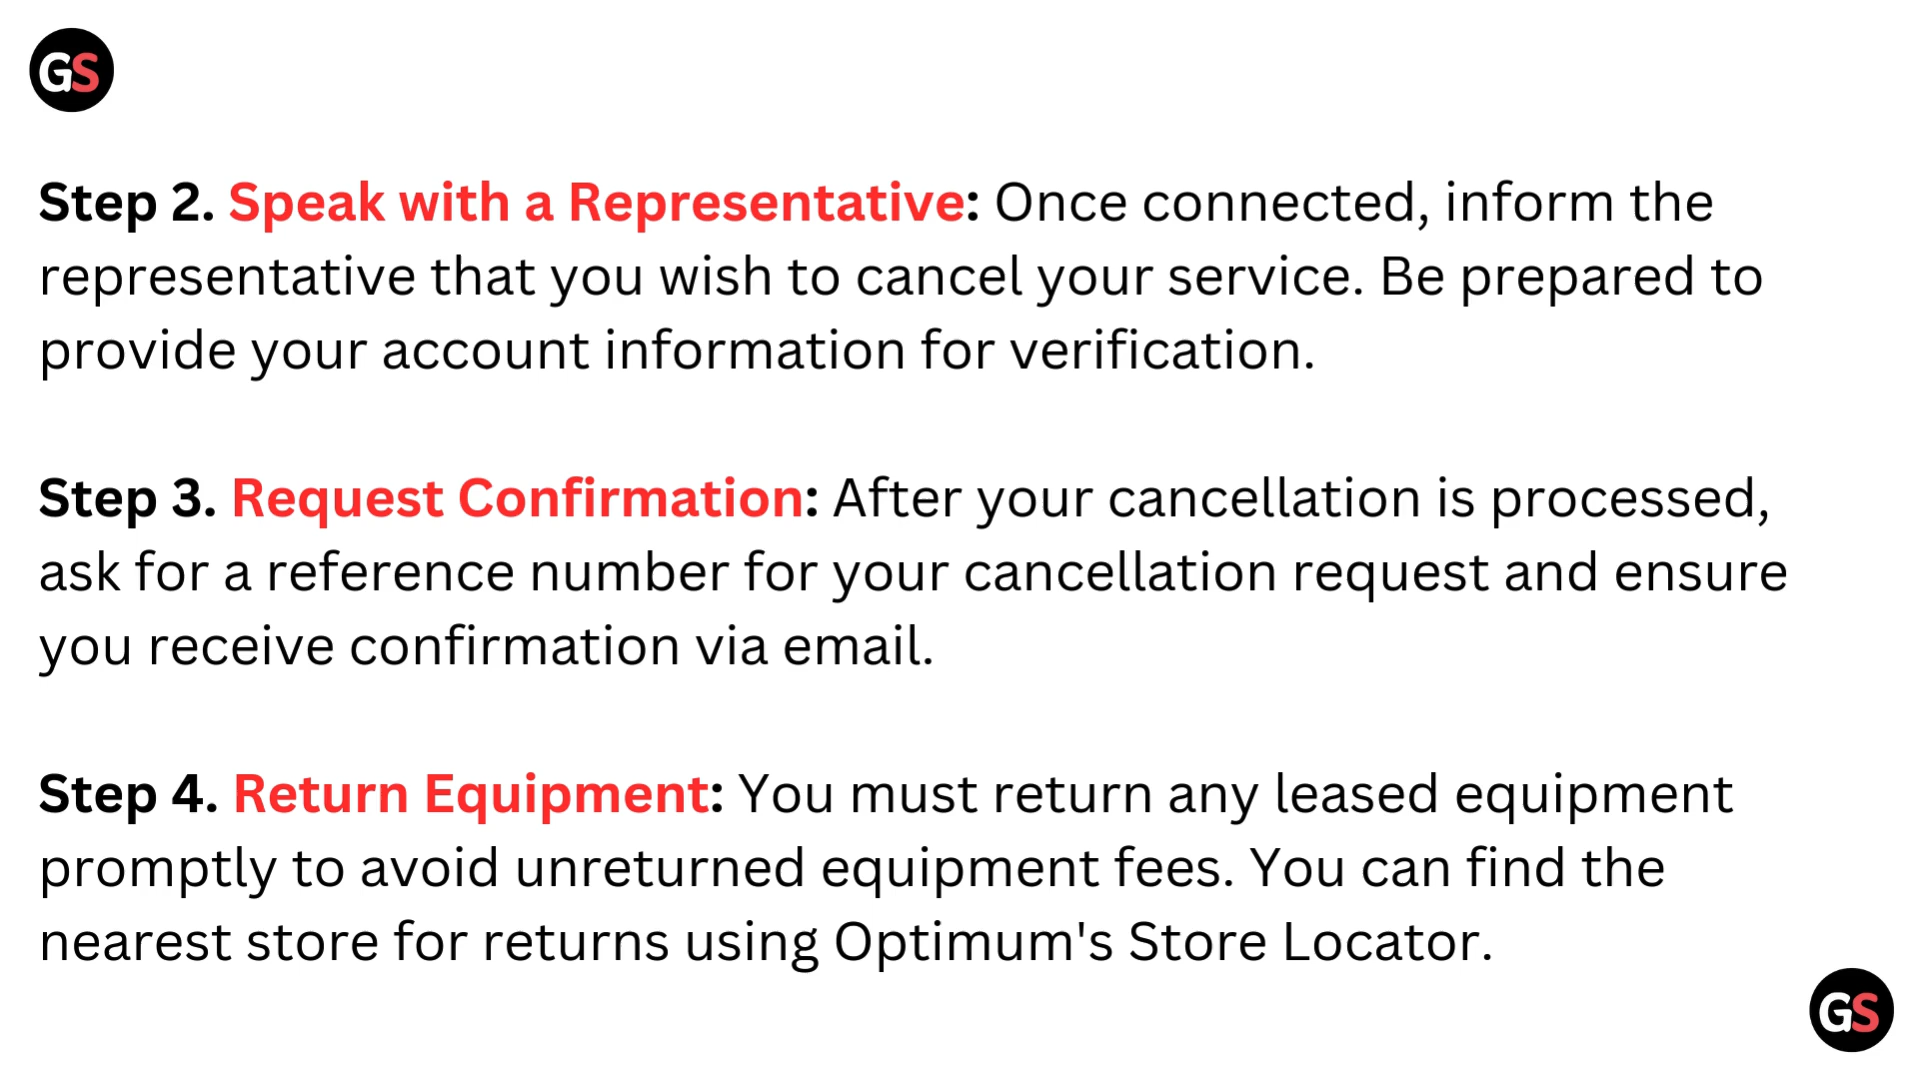 GS
Step 2. Speak with a Representative: Once connected, inform the
representative that you wish to cancel your service. Be prepared to
provide your account information for verification.
Step 3. Request Confirmation: After your cancellation is processed,
ask for a reference number for your cancellation request and ensure
you receive confirmation via email.
Step 4. Return Equipment: You must return any leased equipment
promptly to avoid unreturned equipment fees. You can find the
nearest store for returns using Optimum's Store Locator.
GS